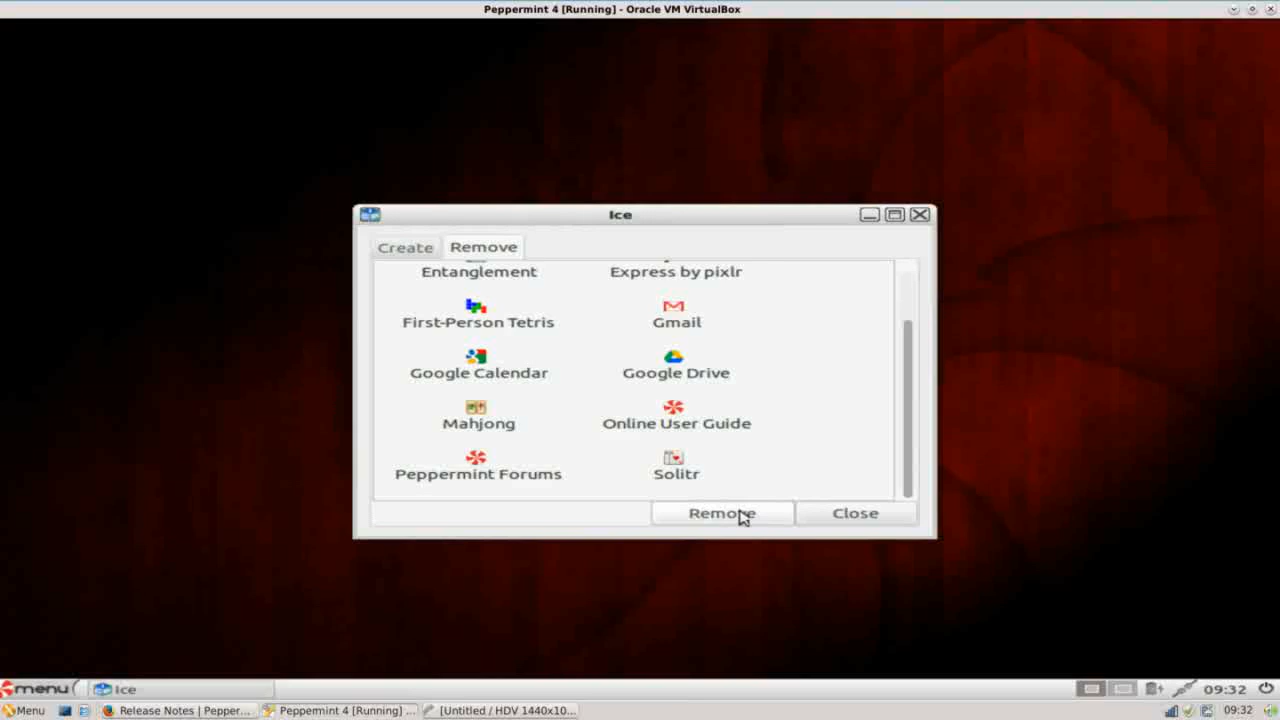 Peppermint 4 [Running] - Oracle VM VirtualBox
Ice
Create Remove
Entanglement Express by pixlr
First-Person Tetris Gmail
Google Calendar Google Drive
Mahjong Online User Guide
Peppermint Forums Solitr
Remove Close
menu Ice 09:32
Menu Release Notes | Pepper... Peppermint 4 [Running] ... [Untitled / HDV 1440x10... 09:32